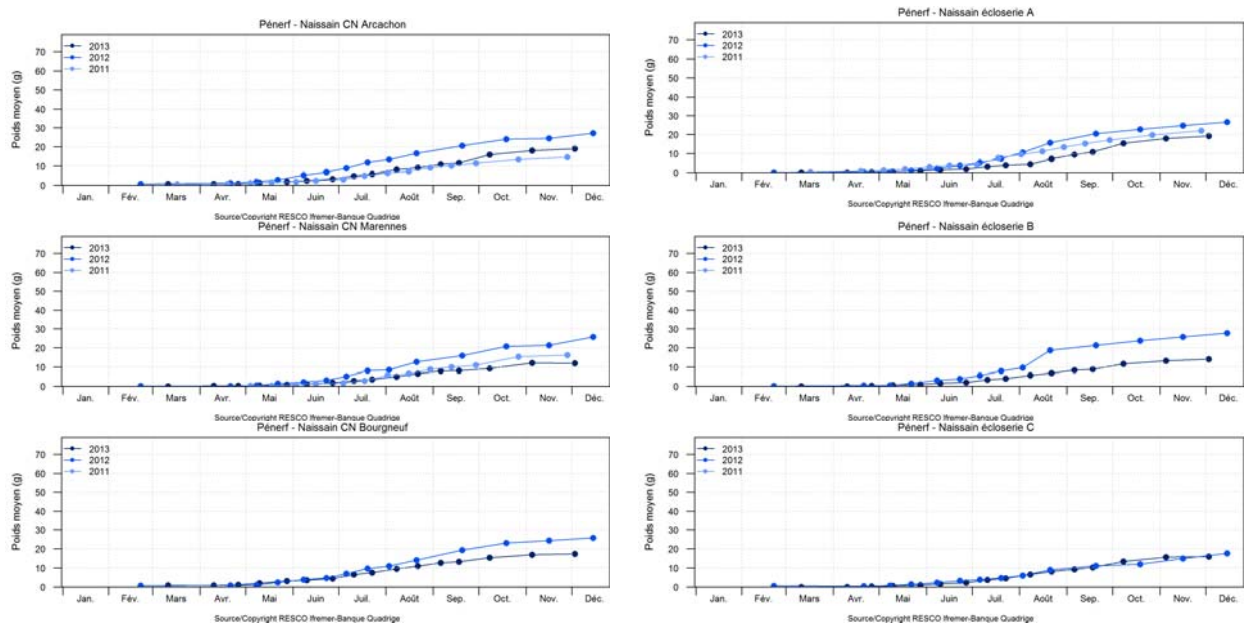 Pénerf - Naissain CN Arcachon
2013
2012
2011
Poids moyen (g)
70
60
50
40
30
20
10
0
Jan. Fév. Mars Avr. Mai Juin Juil. Août Sep. Oct. Nov. Déc.
Source/Copyright RESCO Ifremer-Banque Quadrige
Pénerf - Naissain écloserie A
2013
2012
2011
Poids moyen (g)
70
60
50
40
30
20
10
0
Jan. Fév. Mars Avr. Mai Juin Juil. Août Sep. Oct. Nov. Déc.
Source/Copyright RESCO Ifremer-Banque Quadrige
Pénerf - Naissain CN Marennes
2013
2012
2011
Poids moyen (g)
70
60
50
40
30
20
10
0
Jan. Fév. Mars Avr. Mai Juin Juil. Août Sep. Oct. Nov. Déc.
Source/Copyright RESCO Ifremer-Banque Quadrige
Pénerf - Naissain écloserie B
2013
2012
2011
Poids moyen (g)
70
60
50
40
30
20
10
0
Jan. Fév. Mars Avr. Mai Juin Juil. Août Sep. Oct. Nov. Déc.
Source/Copyright RESCO Ifremer-Banque Quadrige
Pénerf - Naissain CN Bourgneuf
2013
2012
2011
Poids moyen (g)
70
60
50
40
30
20
10
0
Jan. Fév. Mars Avr. Mai Juin Juil. Août Sep. Oct. Nov. Déc.
Source/Copyright RESCO Ifremer-Banque Quadrige
Pénerf - Naissain écloserie C
2013
2012
2011
Poids moyen (g)
70
60
50
40
30
20
10
0
Jan. Fév. Mars Avr. Mai Juin Juil. Août Sep. Oct. Nov. Déc.
Source/Copyright RESCO Ifremer-Banque Quadrige